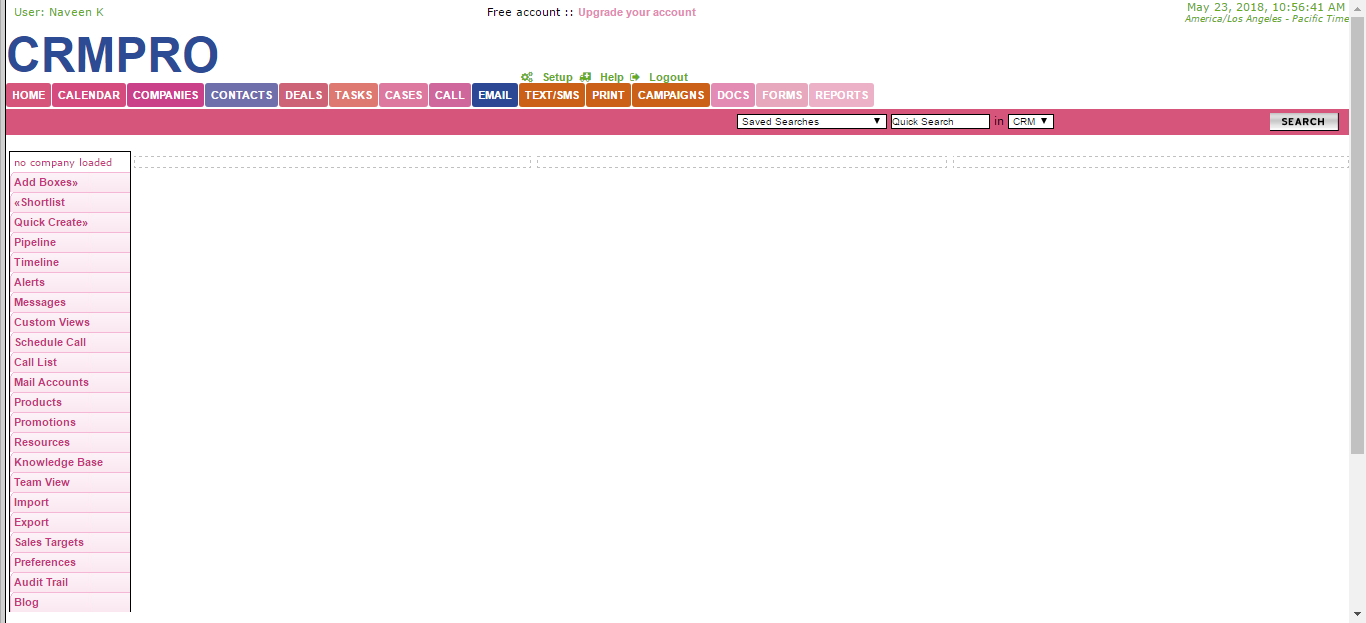 User: Naveen K
Free account :: Upgrade your account
May 23, 2018, 10:56:41 AM
America/Los Angeles - Pacific Time
CRMPRO
Setup Help Logout
HOME CALENDAR COMPANIES CONTACTS DEALS TASKS CASES CALL EMAIL TEXT/SMS PRINT CAMPAIGNS DOCS FORMS REPORTS
Saved Searches Quick Search in CRM SEARCH
no company loaded
Add Boxes»
«Shortlist
Quick Create»
Pipeline
Timeline
Alerts
Messages
Custom Views
Schedule Call
Call List
Mail Accounts
Products
Promotions
Resources
Knowledge Base
Team View
Import
Export
Sales Targets
Preferences
Audit Trail
Blog